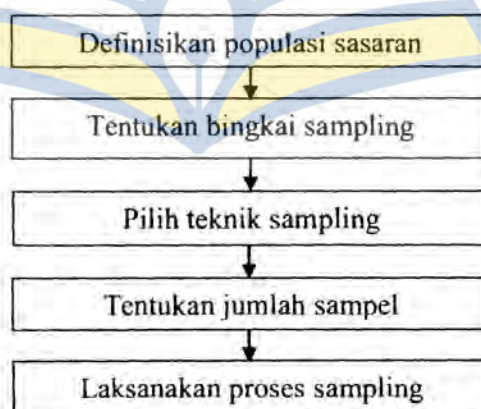 Definisikan populasi sasaran
Tentukan bingkai sampling
Pilih teknik sampling
Tentukan jumlah sampel
Laksanakan proses sampling